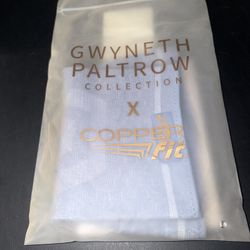 GWYNETH
PALTROW
COLLECTION
X
COPPER
Fit